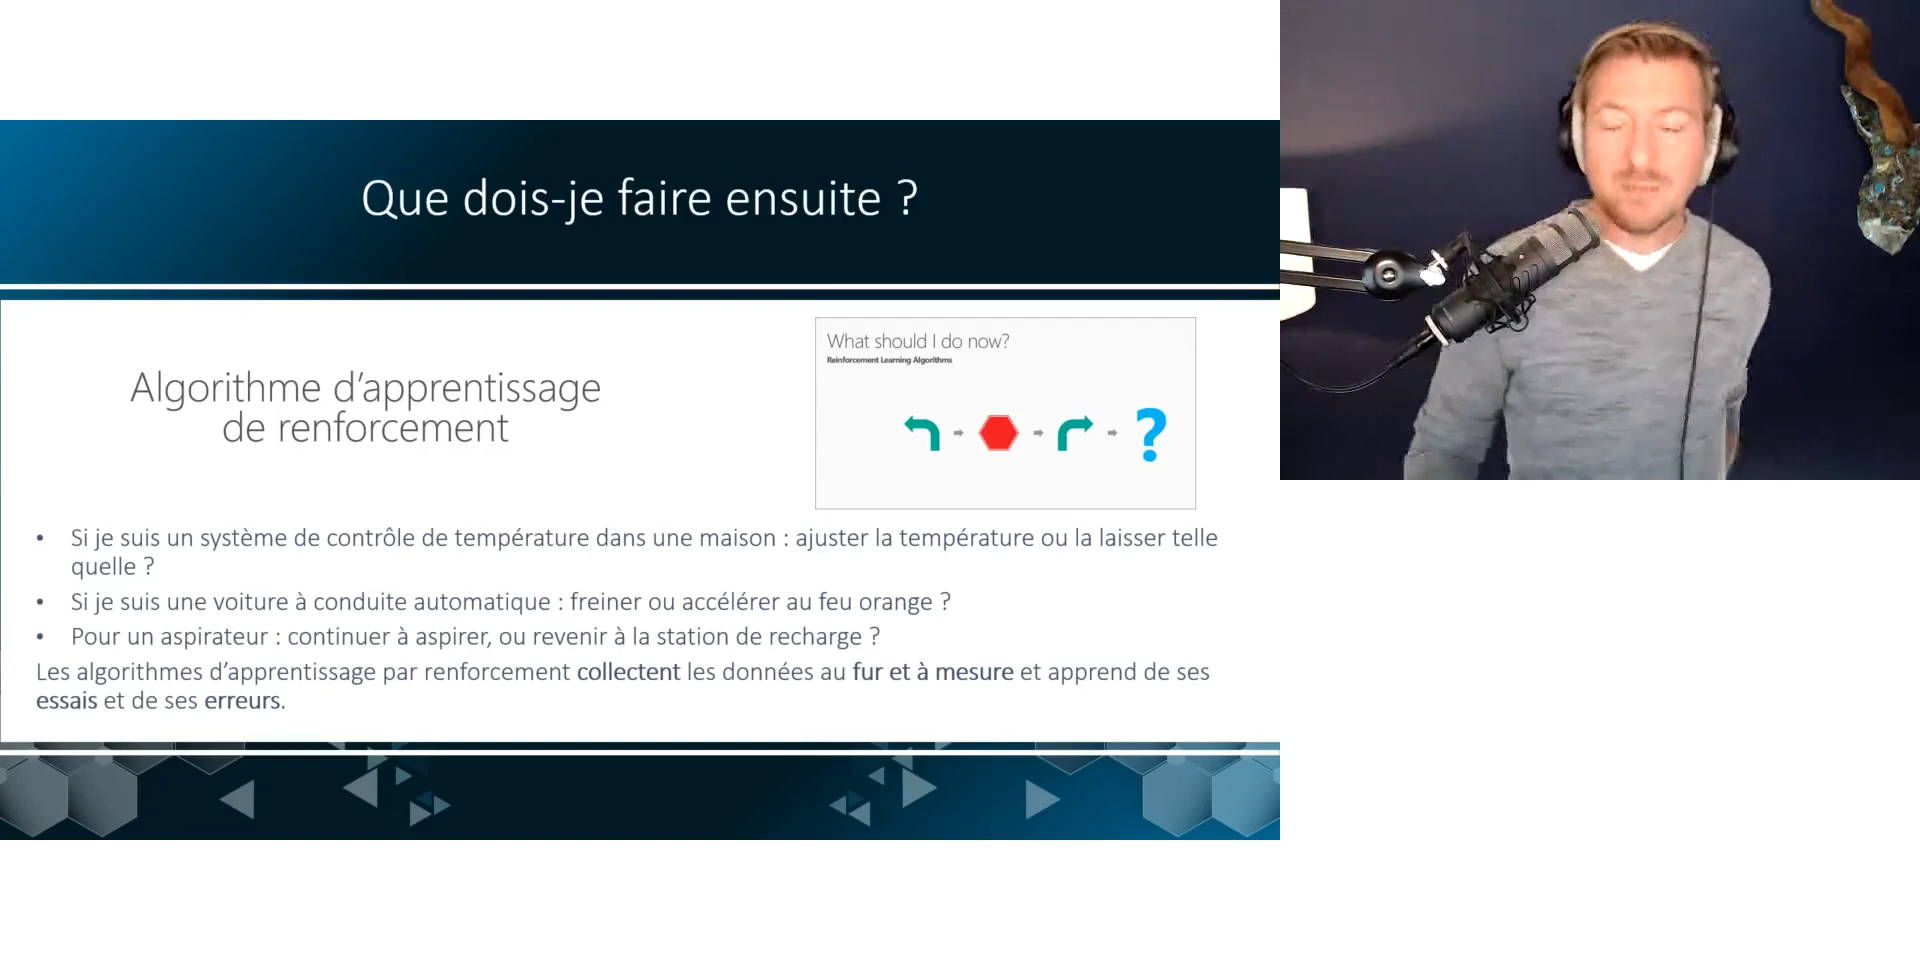 Que dois-je faire ensuite ?
Algorithme d’apprentissage
de renforcement
What should I do now?
Reinforcement Learning Algorithms
?
• Si je suis un système de contrôle de température dans une maison : ajuster la température ou la laisser telle
quelle ?
• Si je suis une voiture à conduite automatique : freiner ou accélérer au feu orange ?
• Pour un aspirateur : continuer à aspirer, ou revenir à la station de recharge ?
Les algorithmes d’apprentissage par renforcement collectent les données au fur et à mesure et apprend de ses
essais et de ses erreurs.